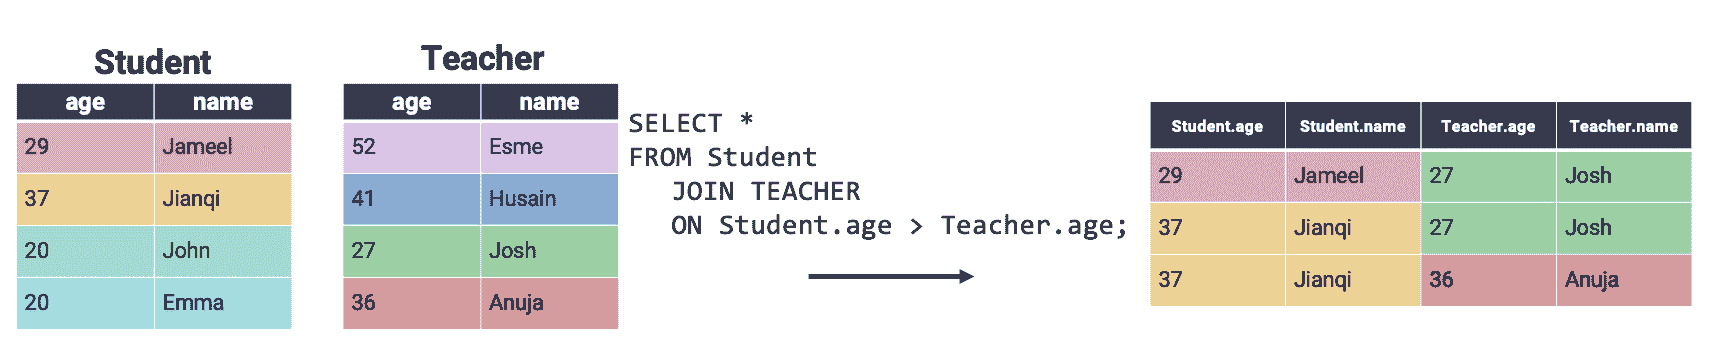 Student
age name
29 Jameel
37 Jianqi
20 John
20 Emma
Teacher
age name
52 Esme
41 Husain
27 Josh
36 Anuja
SELECT *
FROM Student
JOIN TEACHER
ON Student.age > Teacher.age;
Student.age Student.name Teacher.age Teacher.name
29 Jameel 27 Josh
37 Jianqi 27 Josh
37 Jianqi 36 Anuja